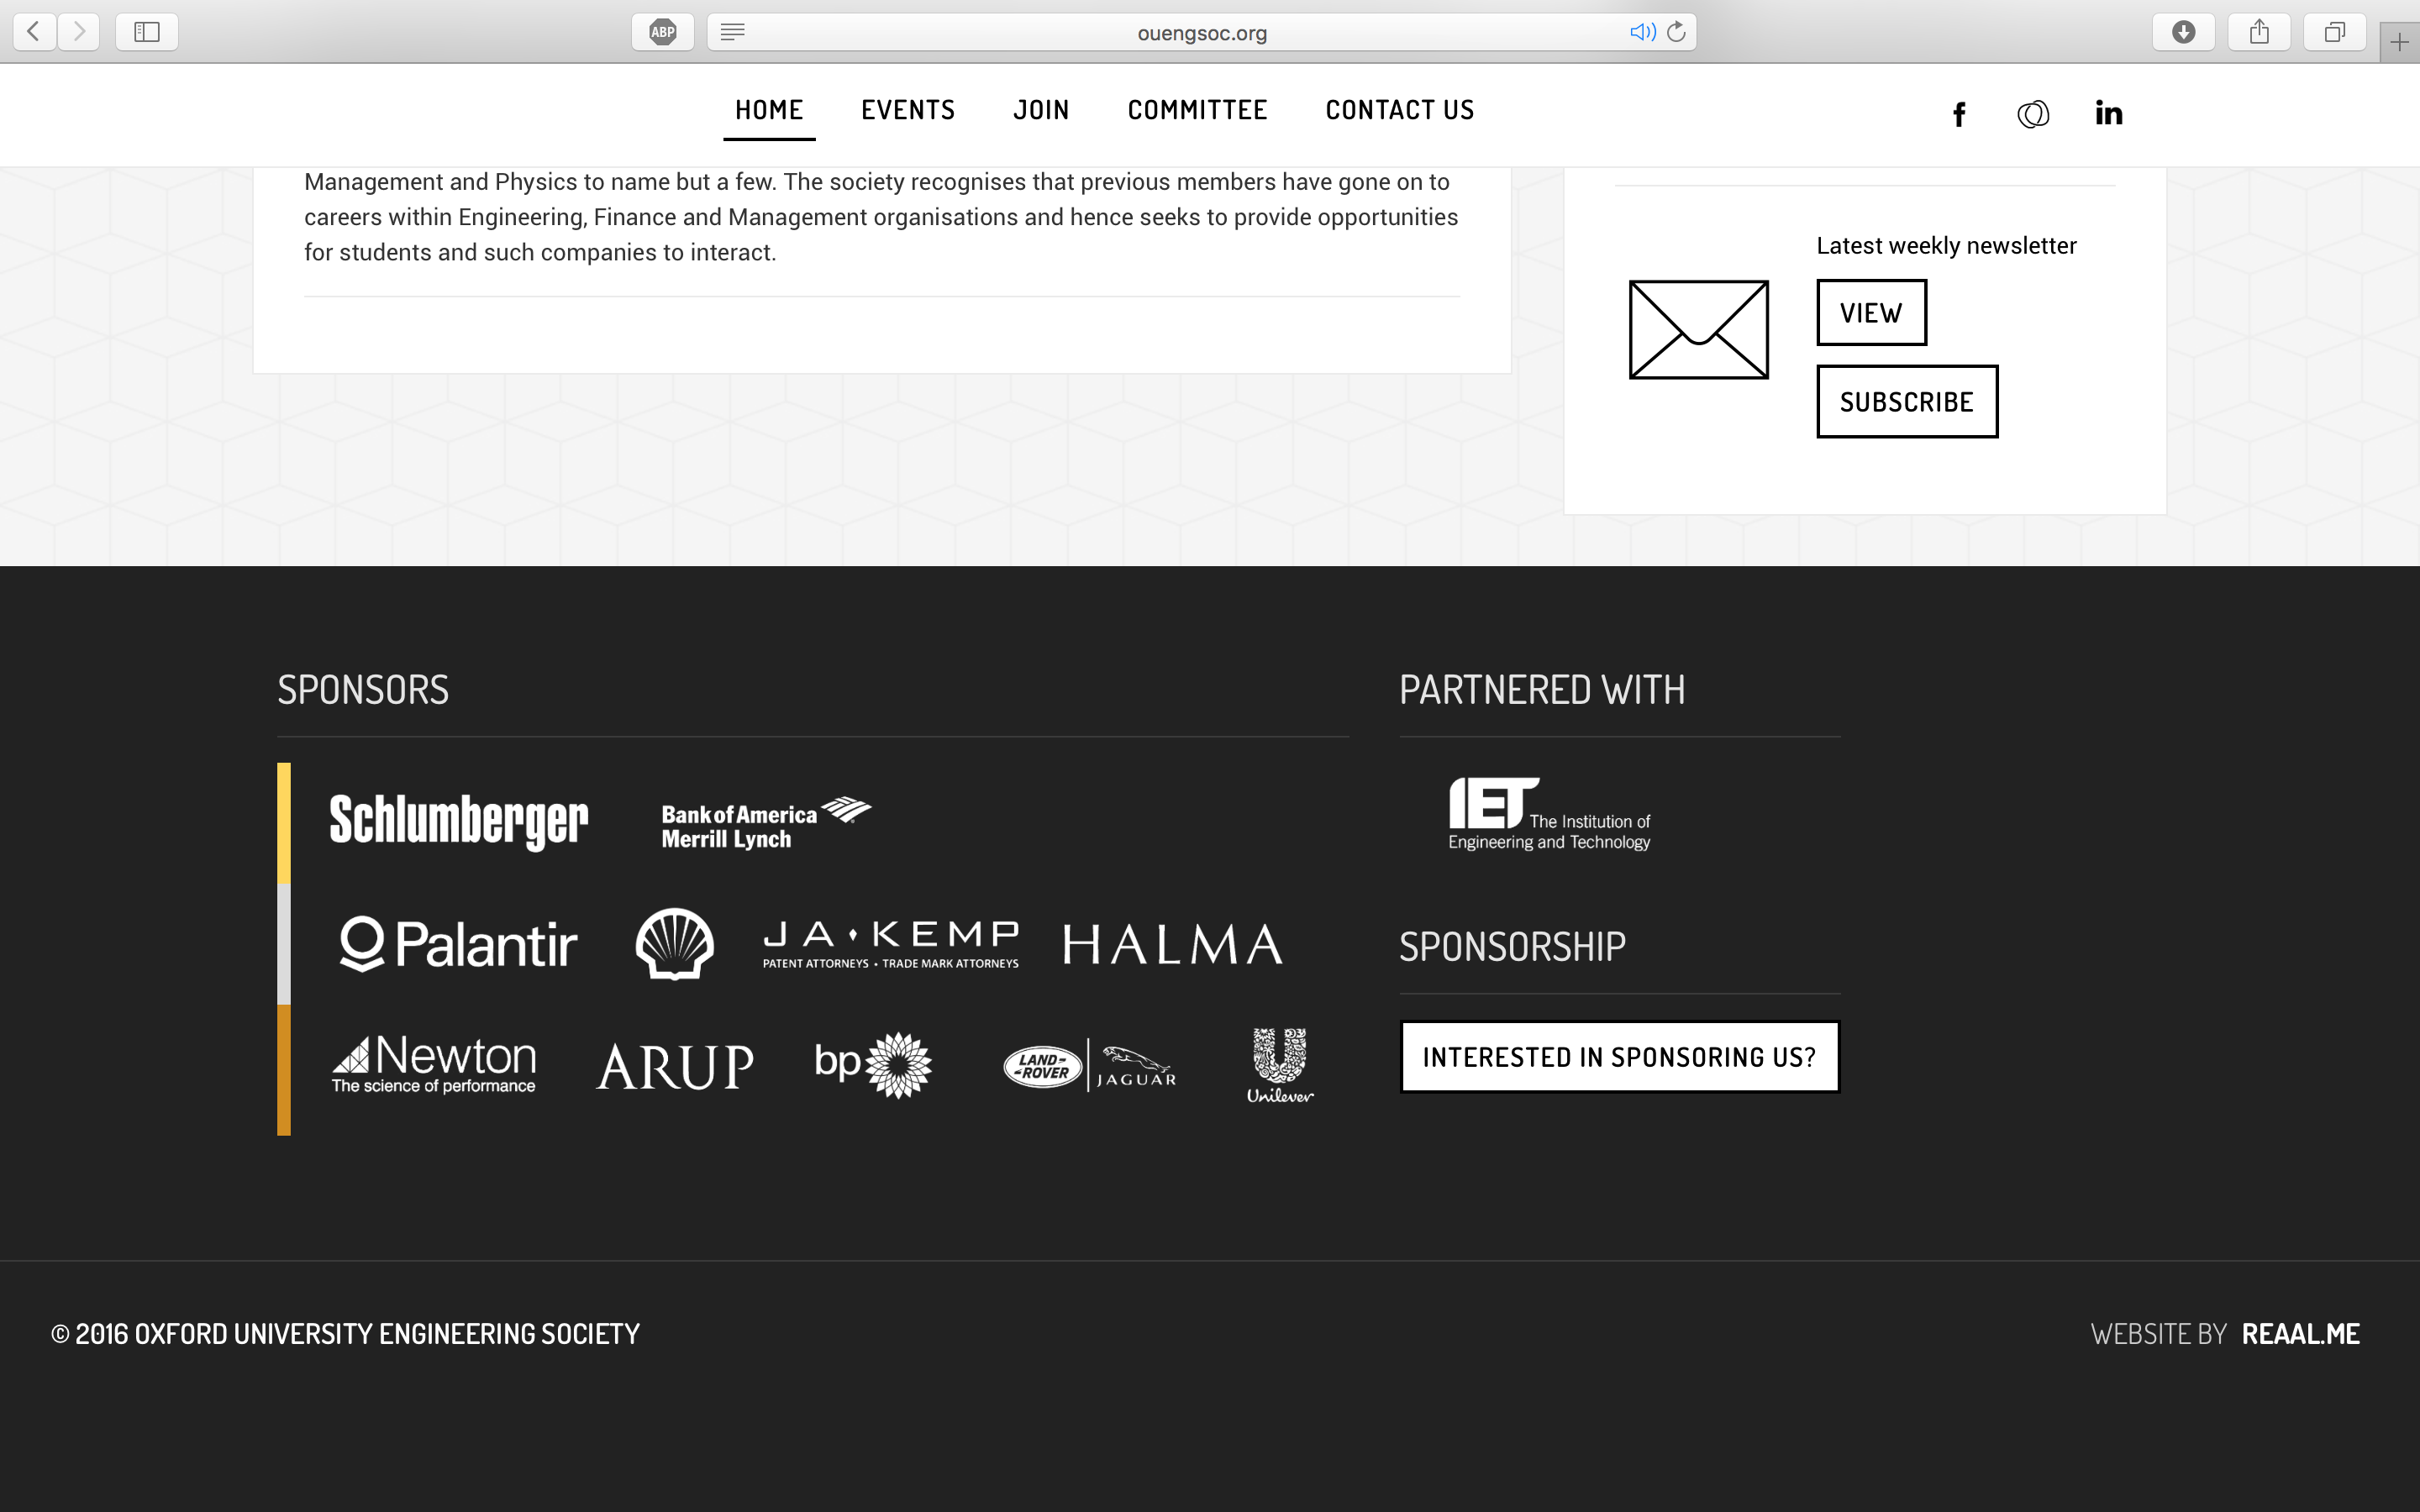 ABP
ouengsoc.org
HOME EVENTS JOIN COMMITTEE CONTACT US
f in
Management and Physics to name but a few. The society recognises that previous members have gone on to
careers within Engineering, Finance and Management organisations and hence seeks to provide opportunities
for students and such companies to interact.
Latest weekly newsletter
VIEW
SUBSCRIBE
SPONSORS
Schlumberger
Bank of America
Merrill Lynch
Palantir
JA KEMP
PATENT ATTORNEYS • TRADE MARK ATTORNEYS
HALMA
Newton
The science of performance
ARUP
bp
LAND-
ROVER
JAGUAR
Unilever
PARTNERED WITH
IET The Institution of
Engineering and Technology
SPONSORSHIP
INTERESTED IN SPONSORING US?
© 2016 OXFORD UNIVERSITY ENGINEERING SOCIETY
WEBSITE BY REAAL.ME